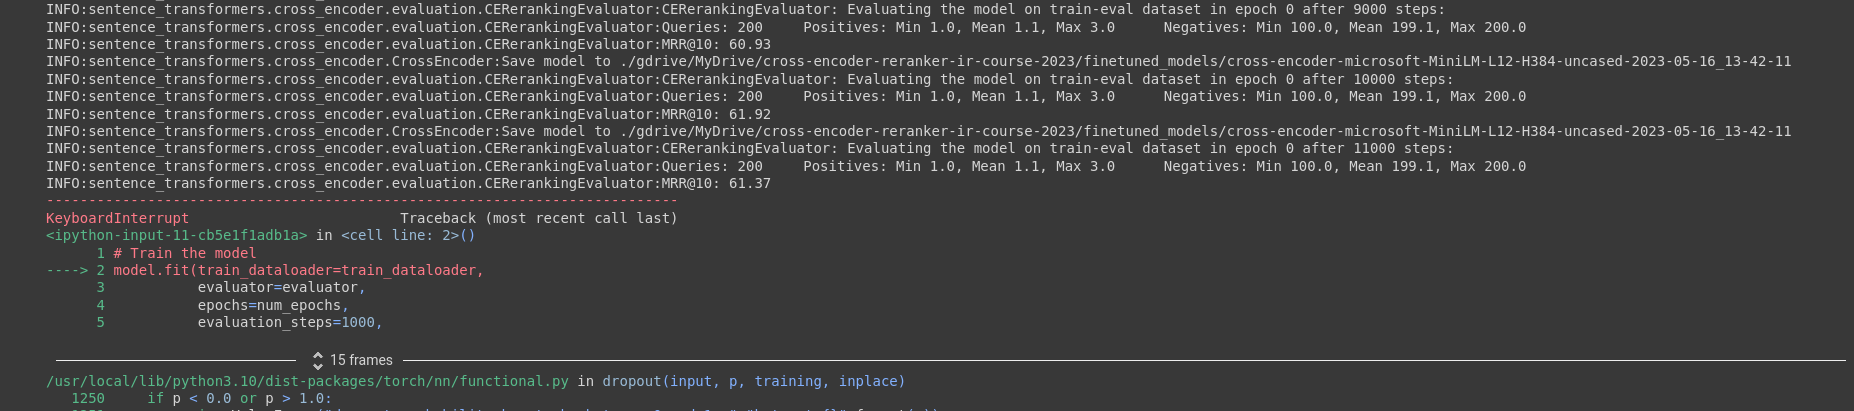 INFO:sentence_transformers.cross_encoder.evaluation.CERerankingEvaluator:CERerankingEvaluator: Evaluating the model on train-eval dataset in epoch 0 after 9000 steps:
INFO:sentence_transformers.cross_encoder.evaluation.CERerankingEvaluator:Queries: 200 Positives: Min 1.0, Mean 1.1, Max 3.0 Negatives: Min 100.0, Mean 199.1, Max 200.0
INFO:sentence_transformers.cross_encoder.evaluation.CERerankingEvaluator:MRR@10: 60.93
INFO:sentence_transformers.cross_encoder.CrossEncoder:Save model to ./gdrive/MyDrive/cross-encoder-reranker-ir-course-2023/finetuned_models/cross-encoder-microsoft-MiniLM-L12-H384-uncased-2023-05-16_13-42-11
INFO:sentence_transformers.cross_encoder.evaluation.CERerankingEvaluator:CERerankingEvaluator: Evaluating the model on train-eval dataset in epoch 0 after 10000 steps:
INFO:sentence_transformers.cross_encoder.evaluation.CERerankingEvaluator:Queries: 200 Positives: Min 1.0, Mean 1.1, Max 3.0 Negatives: Min 100.0, Mean 199.1, Max 200.0
INFO:sentence_transformers.cross_encoder.evaluation.CERerankingEvaluator:MRR@10: 61.92
INFO:sentence_transformers.cross_encoder.CrossEncoder:Save model to ./gdrive/MyDrive/cross-encoder-reranker-ir-course-2023/finetuned_models/cross-encoder-microsoft-MiniLM-L12-H384-uncased-2023-05-16_13-42-11
INFO:sentence_transformers.cross_encoder.evaluation.CERerankingEvaluator:CERerankingEvaluator: Evaluating the model on train-eval dataset in epoch 0 after 11000 steps:
INFO:sentence_transformers.cross_encoder.evaluation.CERerankingEvaluator:Queries: 200 Positives: Min 1.0, Mean 1.1, Max 3.0 Negatives: Min 100.0, Mean 199.1, Max 200.0
INFO:sentence_transformers.cross_encoder.evaluation.CERerankingEvaluator:MRR@10: 61.37
---------------------------------------------------------------------------
KeyboardInterrupt Traceback (most recent call last)
<ipython-input-11-cb5e1f1adb1a> in <cell line: 2>()
1 # Train the model
----> 2 model.fit(train_dataloader=train_dataloader,
3 evaluator=evaluator,
4 epochs=num_epochs,
5 evaluation_steps=1000,
15 frames
/usr/local/lib/python3.10/dist-packages/torch/nn/functional.py in dropout(input, p, training, inplace)
1250 if p < 0.0 or p > 1.0: